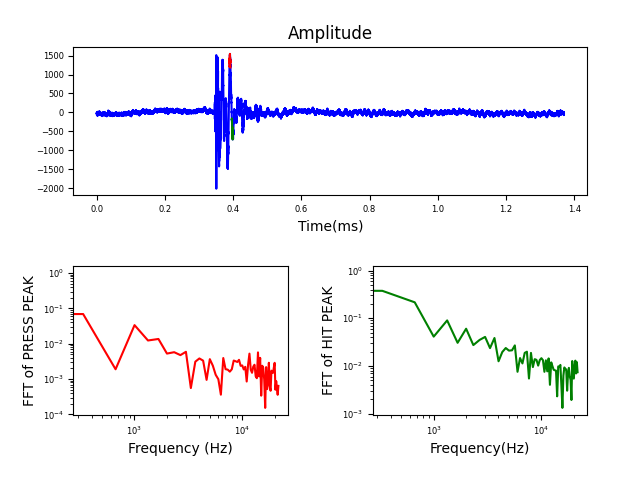 Amplitude
1500
1000
500
0
−500
−1000
−1500
−2000
0.0 0.2 0.4 0.6 0.8 1.0 1.2 1.4
Time(ms)
FFT of PRESS PEAK
10⁰
10⁻¹
10⁻²
10⁻³
10⁻⁴
10³ 10⁴
Frequency (Hz)
FFT of HIT PEAK
10⁰
10⁻¹
10⁻²
10⁻³
10³ 10⁴
Frequency(Hz)